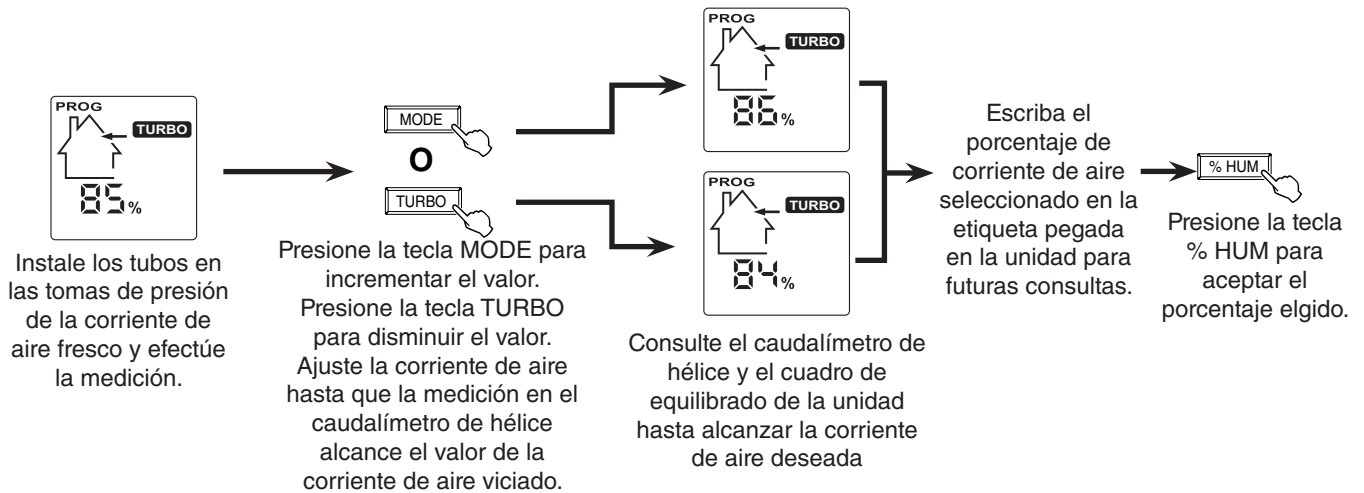 PROG
TURBO
85%
Instale los tubos en
las tomas de presión
de la corriente de
aire fresco y efectúe
la medición.
MODE
O
TURBO
Presione la tecla MODE para
incrementar el valor.
Presione la tecla TURBO
para disminuir el valor.
Ajuste la corriente de aire
hasta que la medición en el
caudalímetro de hélice
alcance el valor de la
corriente de aire viciado.
PROG
TURBO
86%
PROG
TURBO
84%
Consulte el caudalímetro de
hélice y el cuadro de
equilibrado de la unidad
hasta alcanzar la corriente
de aire deseada
Escriba el
porcentaje de
corriente de aire
seleccionado en la
etiqueta pegada
en la unidad para
futuras consultas.
% HUM
Presione la tecla
% HUM para
aceptar el
porcentaje elgido.